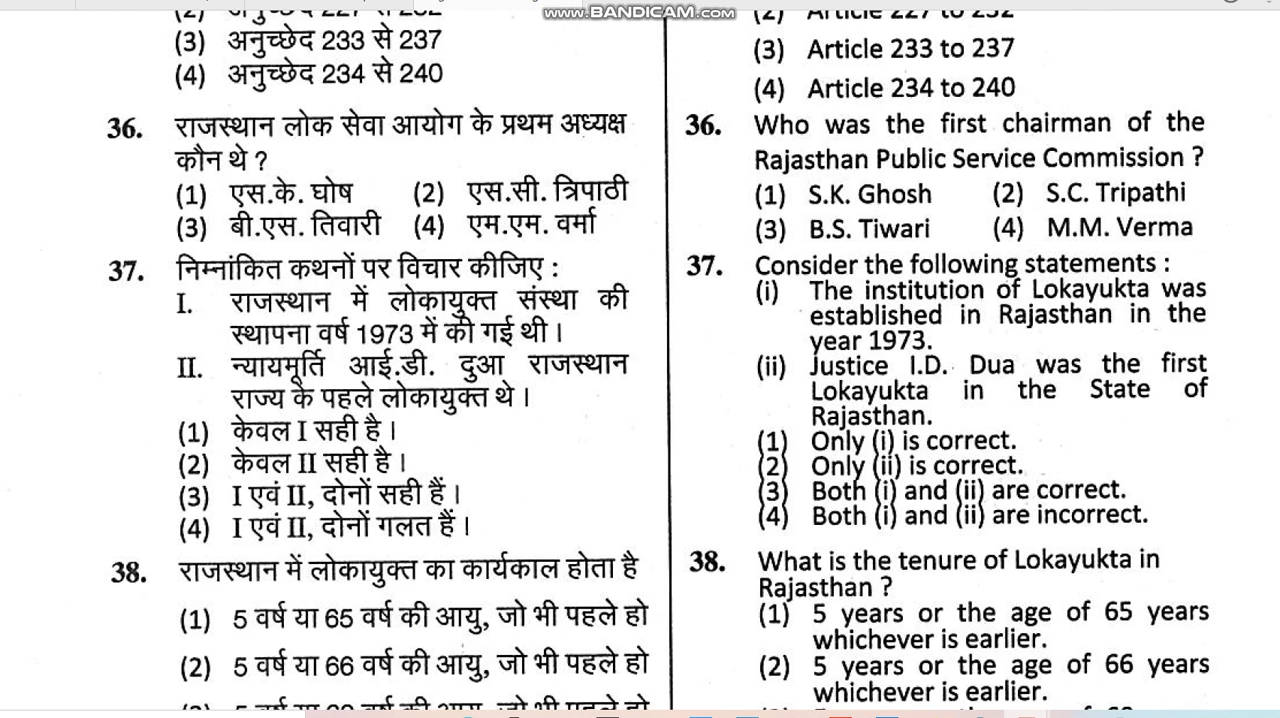 www.BANDICAM.com
(3) अनुच्छेद 233 से 237
(4) अनुच्छेद 234 से 240
36. राजस्थान लोक सेवा आयोग के प्रथम अध्यक्ष
कौन थे ?
(1) एस.के. घोष (2) एस.सी. त्रिपाठी
(3) बी.एस. तिवारी (4) एम.एम. वर्मा
37. निम्नांकित कथनों पर विचार कीजिए :
I. राजस्थान में लोकायुक्त संस्था की
स्थापना वर्ष 1973 में की गई थी ।
II. न्यायमूर्ति आई.डी. दुआ राजस्थान
राज्य के पहले लोकायुक्त थे ।
(1) केवल I सही है ।
(2) केवल II सही है ।
(3) I एवं II, दोनों सही हैं ।
(4) I एवं II, दोनों गलत हैं ।
38. राजस्थान में लोकायुक्त का कार्यकाल होता है
(1) 5 वर्ष या 65 वर्ष की आयु, जो भी पहले हो
(2) 5 वर्ष या 66 वर्ष की आयु, जो भी पहले हो
(2) Article 227 to 232
(3) Article 233 to 237
(4) Article 234 to 240
36. Who was the first chairman of the
Rajasthan Public Service Commission ?
(1) S.K. Ghosh (2) S.C. Tripathi
(3) B.S. Tiwari (4) M.M. Verma
37. Consider the following statements :
(i) The institution of Lokayukta was
established in Rajasthan in the
year 1973.
(ii) Justice I.D. Dua was the first
Lokayukta in the State of
Rajasthan.
(1) Only (i) is correct.
(2) Only (ii) is correct.
(3) Both (i) and (ii) are correct.
(4) Both (i) and (ii) are incorrect.
38. What is the tenure of Lokayukta in
Rajasthan ?
(1) 5 years or the age of 65 years
whichever is earlier.
(2) 5 years or the age of 66 years
whichever is earlier.